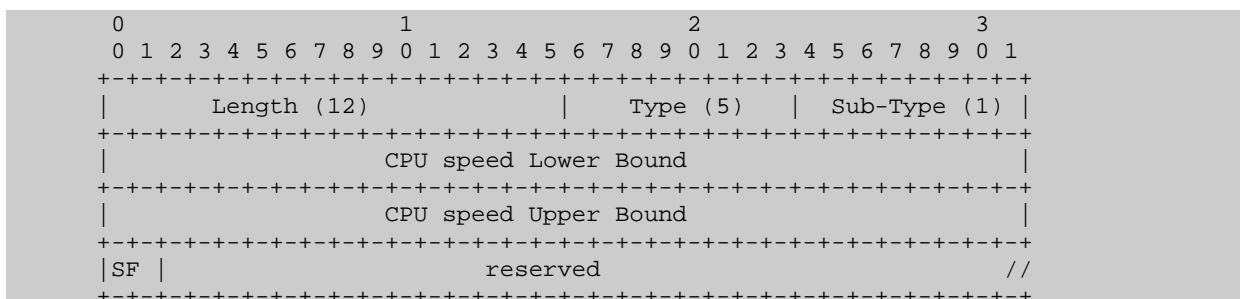 0                   1                   2                   3
0 1 2 3 4 5 6 7 8 9 0 1 2 3 4 5 6 7 8 9 0 1 2 3 4 5 6 7 8 9 0 1
+-+-+-+-+-+-+-+-+-+-+-+-+-+-+-+-+-+-+-+-+-+-+-+-+-+-+-+-+-+-+-+-+
|       Length (12)             |    Type (5)   |  Sub-Type (1) |
+-+-+-+-+-+-+-+-+-+-+-+-+-+-+-+-+-+-+-+-+-+-+-+-+-+-+-+-+-+-+-+-+
|                   CPU speed Lower Bound                       |
+-+-+-+-+-+-+-+-+-+-+-+-+-+-+-+-+-+-+-+-+-+-+-+-+-+-+-+-+-+-+-+-+
|                   CPU speed Upper Bound                       |
+-+-+-+-+-+-+-+-+-+-+-+-+-+-+-+-+-+-+-+-+-+-+-+-+-+-+-+-+-+-+-+-+
|SF |                      reserved                            //
+-+-+-+-+-+-+-+-+-+-+-+-+-+-+-+-+-+-+-+-+-+-+-+-+-+-+-+-+-+-+-+-+